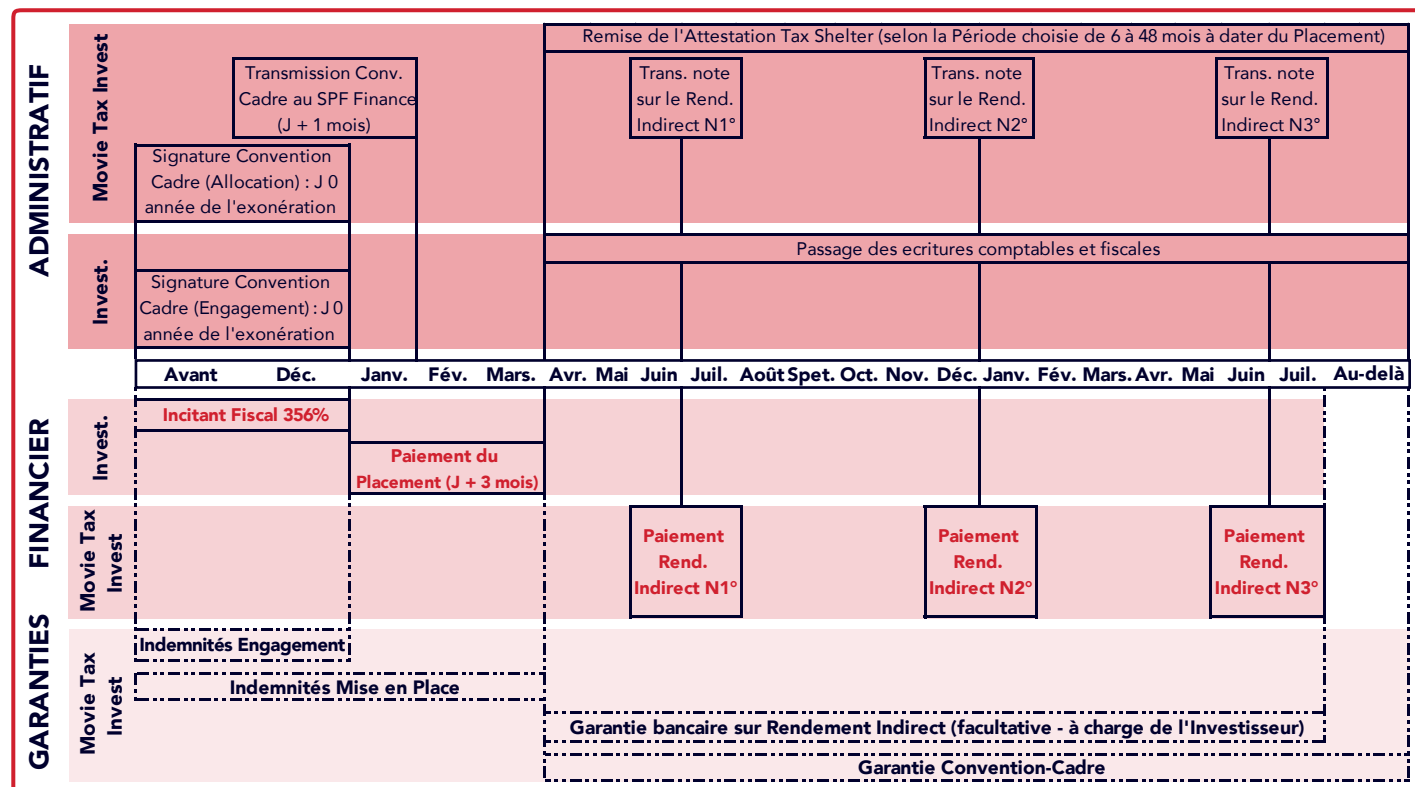 ADMINISTRATIF
Movie Tax Invest
Remise de l'Attestation Tax Shelter (selon la Période choisie de 6 à 48 mois à dater du Placement)
Transmission Conv.
Cadre au SPF Finance
(J + 1 mois)
Trans. note
sur le Rend.
Indirect N1°
Trans. note
sur le Rend.
Indirect N2°
Trans. note
sur le Rend.
Indirect N3°
Signature Convention
Cadre (Allocation) : J 0
année de l'exonération
Invest.
Passage des ecritures comptables et fiscales
Signature Convention
Cadre (Engagement) : J 0
année de l'exonération
Avant Déc. Janv. Fév. Mars. Avr. Mai Juin Juil. Août Spet. Oct. Nov. Déc. Janv. Fév. Mars. Avr. Mai Juin Juil. Au-delà
FINANCIER
Invest.
Incitant Fiscal 356%
Paiement du
Placement (J + 3 mois)
Movie Tax
Invest
Paiement
Rend.
Indirect N1°
Paiement
Rend.
Indirect N2°
Paiement
Rend.
Indirect N3°
GARANTIES
Movie Tax
Invest
Indemnités Engagement
Indemnités Mise en Place
Garantie bancaire sur Rendement Indirect (facultative - à charge de l'Investisseur)
Garantie Convention-Cadre